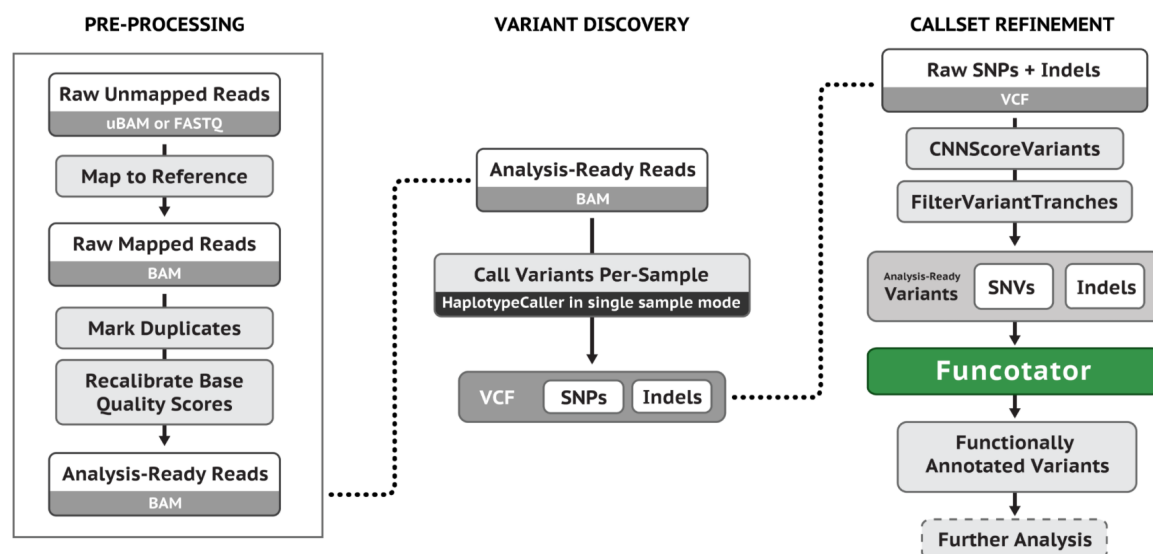 PRE-PROCESSING
Raw Unmapped Reads
uBAM or FASTQ
Map to Reference
Raw Mapped Reads
BAM
Mark Duplicates
Recalibrate Base
Quality Scores
Analysis-Ready Reads
BAM
VARIANT DISCOVERY
Analysis-Ready Reads
BAM
Call Variants Per-Sample
HaplotypeCaller in single sample mode
VCF SNPs Indels
CALLSET REFINEMENT
Raw SNPs + Indels
VCF
CNNScoreVariants
FilterVariantTranches
Analysis-Ready
Variants SNVs Indels
Funcotator
Functionally
Annotated Variants
Further Analysis